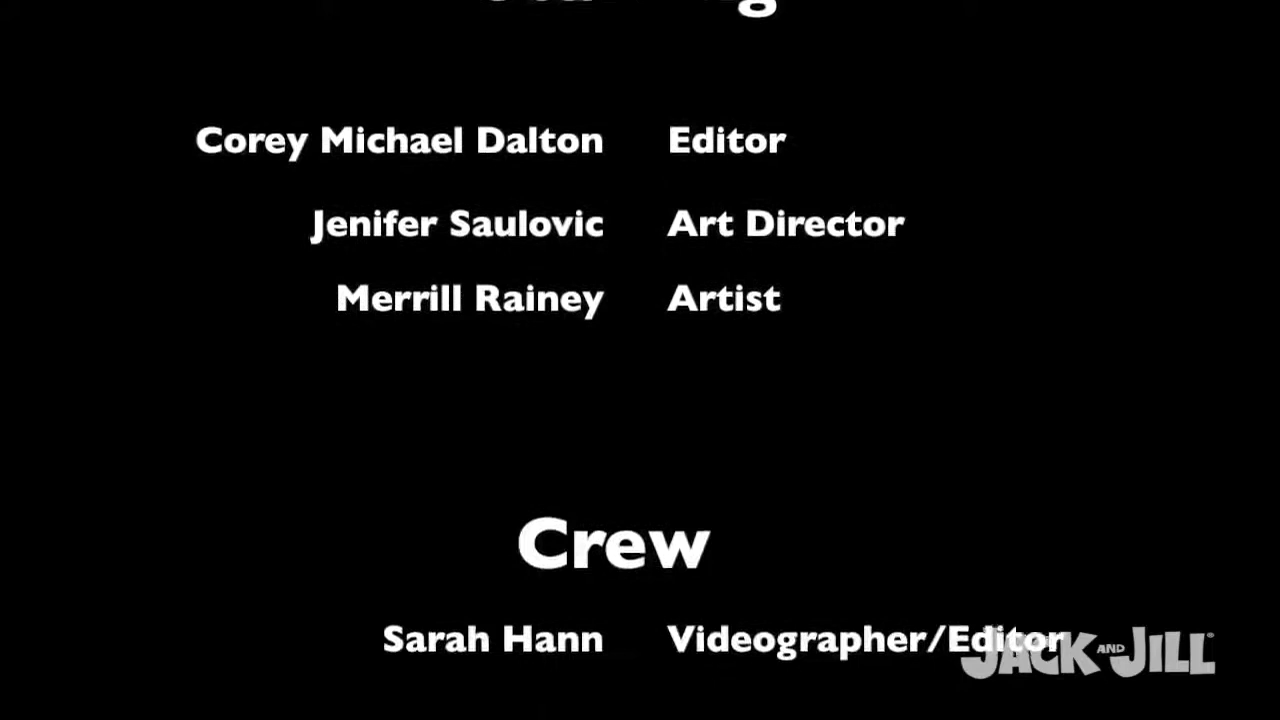 Corey Michael Dalton Editor
Jenifer Saulovic Art Director
Merrill Rainey Artist
Crew
Sarah Hann Videographer/Editor
JACK AND JILL®